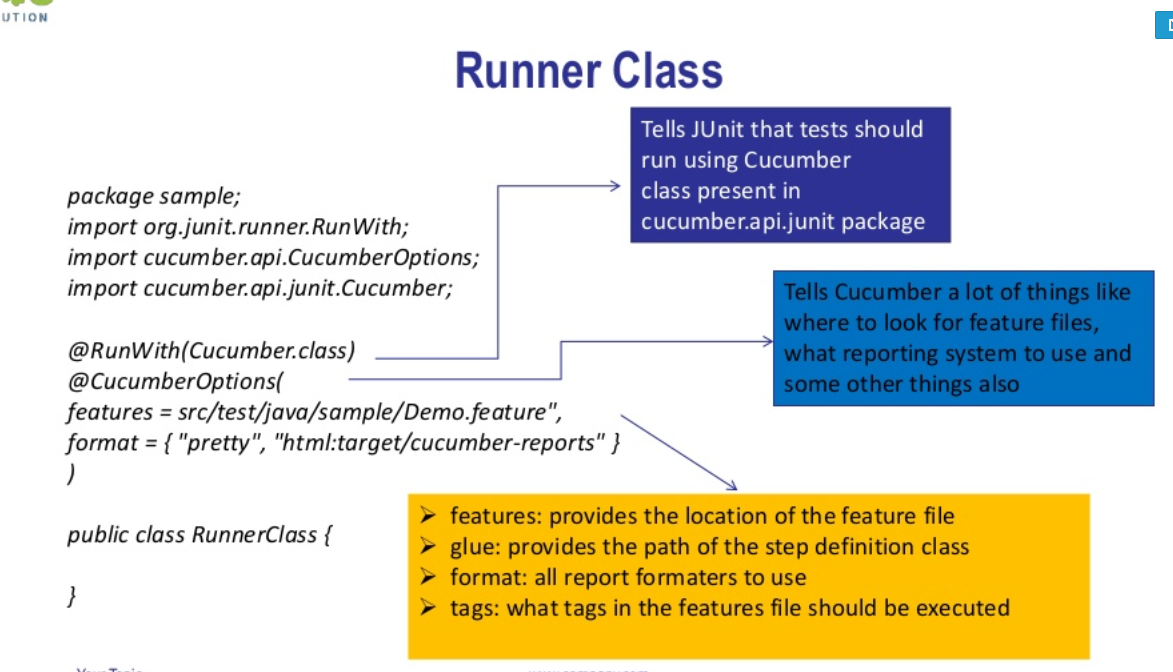 UTION
Runner Class
Tells JUnit that tests should
run using Cucumber
class present in
cucumber.api.junit package
package sample;
import org.junit.runner.RunWith;
import cucumber.api.CucumberOptions;
import cucumber.api.junit.Cucumber;
Tells Cucumber a lot of things like
where to look for feature files,
what reporting system to use and
some other things also
@RunWith(Cucumber.class)
@CucumberOptions(
features = src/test/java/sample/Demo.feature",
format = { "pretty", "html:target/cucumber-reports" }
)
public class RunnerClass {
}
➢ features: provides the location of the feature file
➢ glue: provides the path of the step definition class
➢ format: all report formaters to use
➢ tags: what tags in the features file should be executed